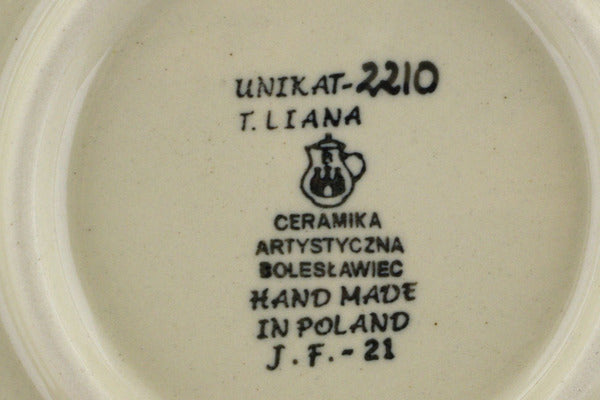 UNIKAT-2210
T. LIANA
CERAMIKA
ARTYSTYCZNA
BOLESŁAWIEC
HAND MADE
IN POLAND
J.F.-21